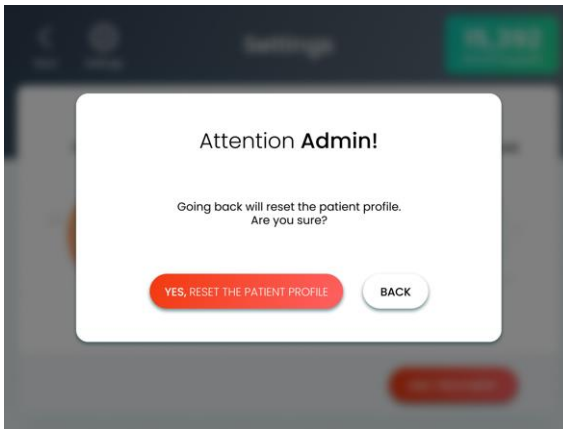 Settings
Attention Admin!
Going back will reset the patient profile.
Are you sure?
YES, RESET THE PATIENT PROFILE
BACK